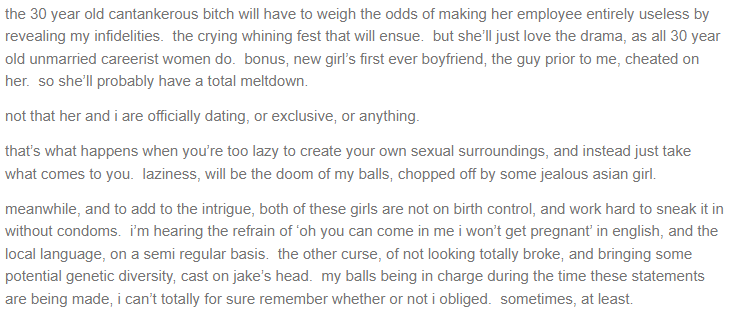 the 30 year old cantankerous bitch will have to weigh the odds of making her employee entirely useless by
revealing my infidelities.  the crying whining fest that will ensue.  but she’ll just love the drama, as all 30 year
old unmarried careerist women do.  bonus, new girl’s first ever boyfriend, the guy prior to me, cheated on
her.  so she’ll probably have a total meltdown.
not that her and i are officially dating, or exclusive, or anything.
that’s what happens when you’re too lazy to create your own sexual surroundings, and instead just take
what comes to you.  laziness, will be the doom of my balls, chopped off by some jealous asian girl.
meanwhile, and to add to the intrigue, both of these girls are not on birth control, and work hard to sneak it in
without condoms.  i’m hearing the refrain of ‘oh you can come in me i won’t get pregnant’ in english, and the
local language, on a semi regular basis.  the other curse, of not looking totally broke, and bringing some
potential genetic diversity, cast on jake’s head.  my balls being in charge during the time these statements
are being made, i can’t totally for sure remember whether or not i obliged.  sometimes, at least.